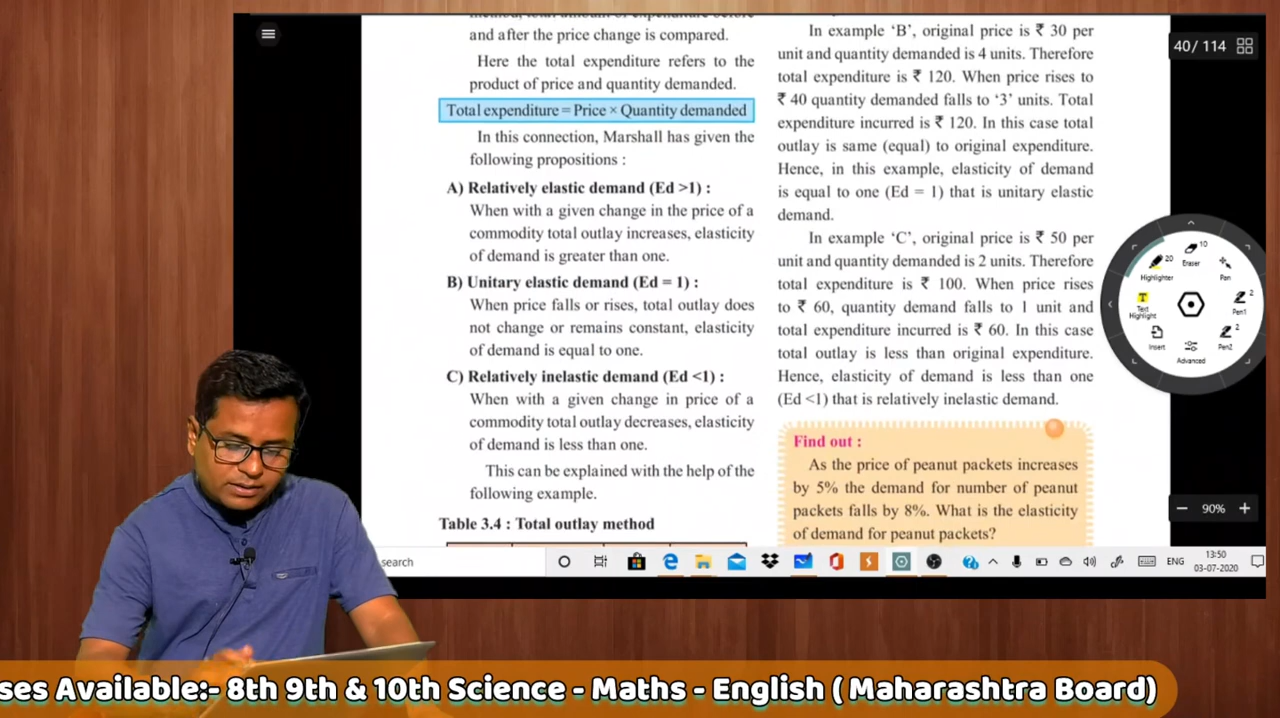 and after the price change is compared.
Here the total expenditure refers to the
product of price and quantity demanded.
Total expenditure = Price × Quantity demanded
In this connection, Marshall has given the
following propositions :
A) Relatively elastic demand (Ed >1) :
When with a given change in the price of a
commodity total outlay increases, elasticity
of demand is greater than one.
B) Unitary elastic demand (Ed = 1) :
When price falls or rises, total outlay does
not change or remains constant, elasticity
of demand is equal to one.
C) Relatively inelastic demand (Ed <1) :
When with a given change in price of a
commodity total outlay decreases, elasticity
of demand is less than one.
This can be explained with the help of the
following example.
Table 3.4 : Total outlay method
In example ‘B’, original price is ₹ 30 per
unit and quantity demanded is 4 units. Therefore
total expenditure is ₹ 120. When price rises to
₹ 40 quantity demanded falls to ‘3’ units. Total
expenditure incurred is ₹ 120. In this case total
outlay is same (equal) to original expenditure.
Hence, in this example, elasticity of demand
is equal to one (Ed = 1) that is unitary elastic
demand.
In example ‘C’, original price is ₹ 50 per
unit and quantity demanded is 2 units. Therefore
total expenditure is ₹ 100. When price rises
to ₹ 60, quantity demand falls to 1 unit and
total expenditure incurred is ₹ 60. In this case
total outlay is less than original expenditure.
Hence, elasticity of demand is less than one
(Ed <1) that is relatively inelastic demand.
Find out :
As the price of peanut packets increases
by 5% the demand for number of peanut
packets falls by 8%. What is the elasticity
of demand for peanut packets?
40 / 114
10
Eraser
20
Highlighter
Pan
T
Text
Highlight
2
Pen1
Insert
2
Pen2
Advanced
90%
search
ENG
13:50
03-07-2020
ses Available:- 8th 9th & 10th Science - Maths - English ( Maharashtra Board)